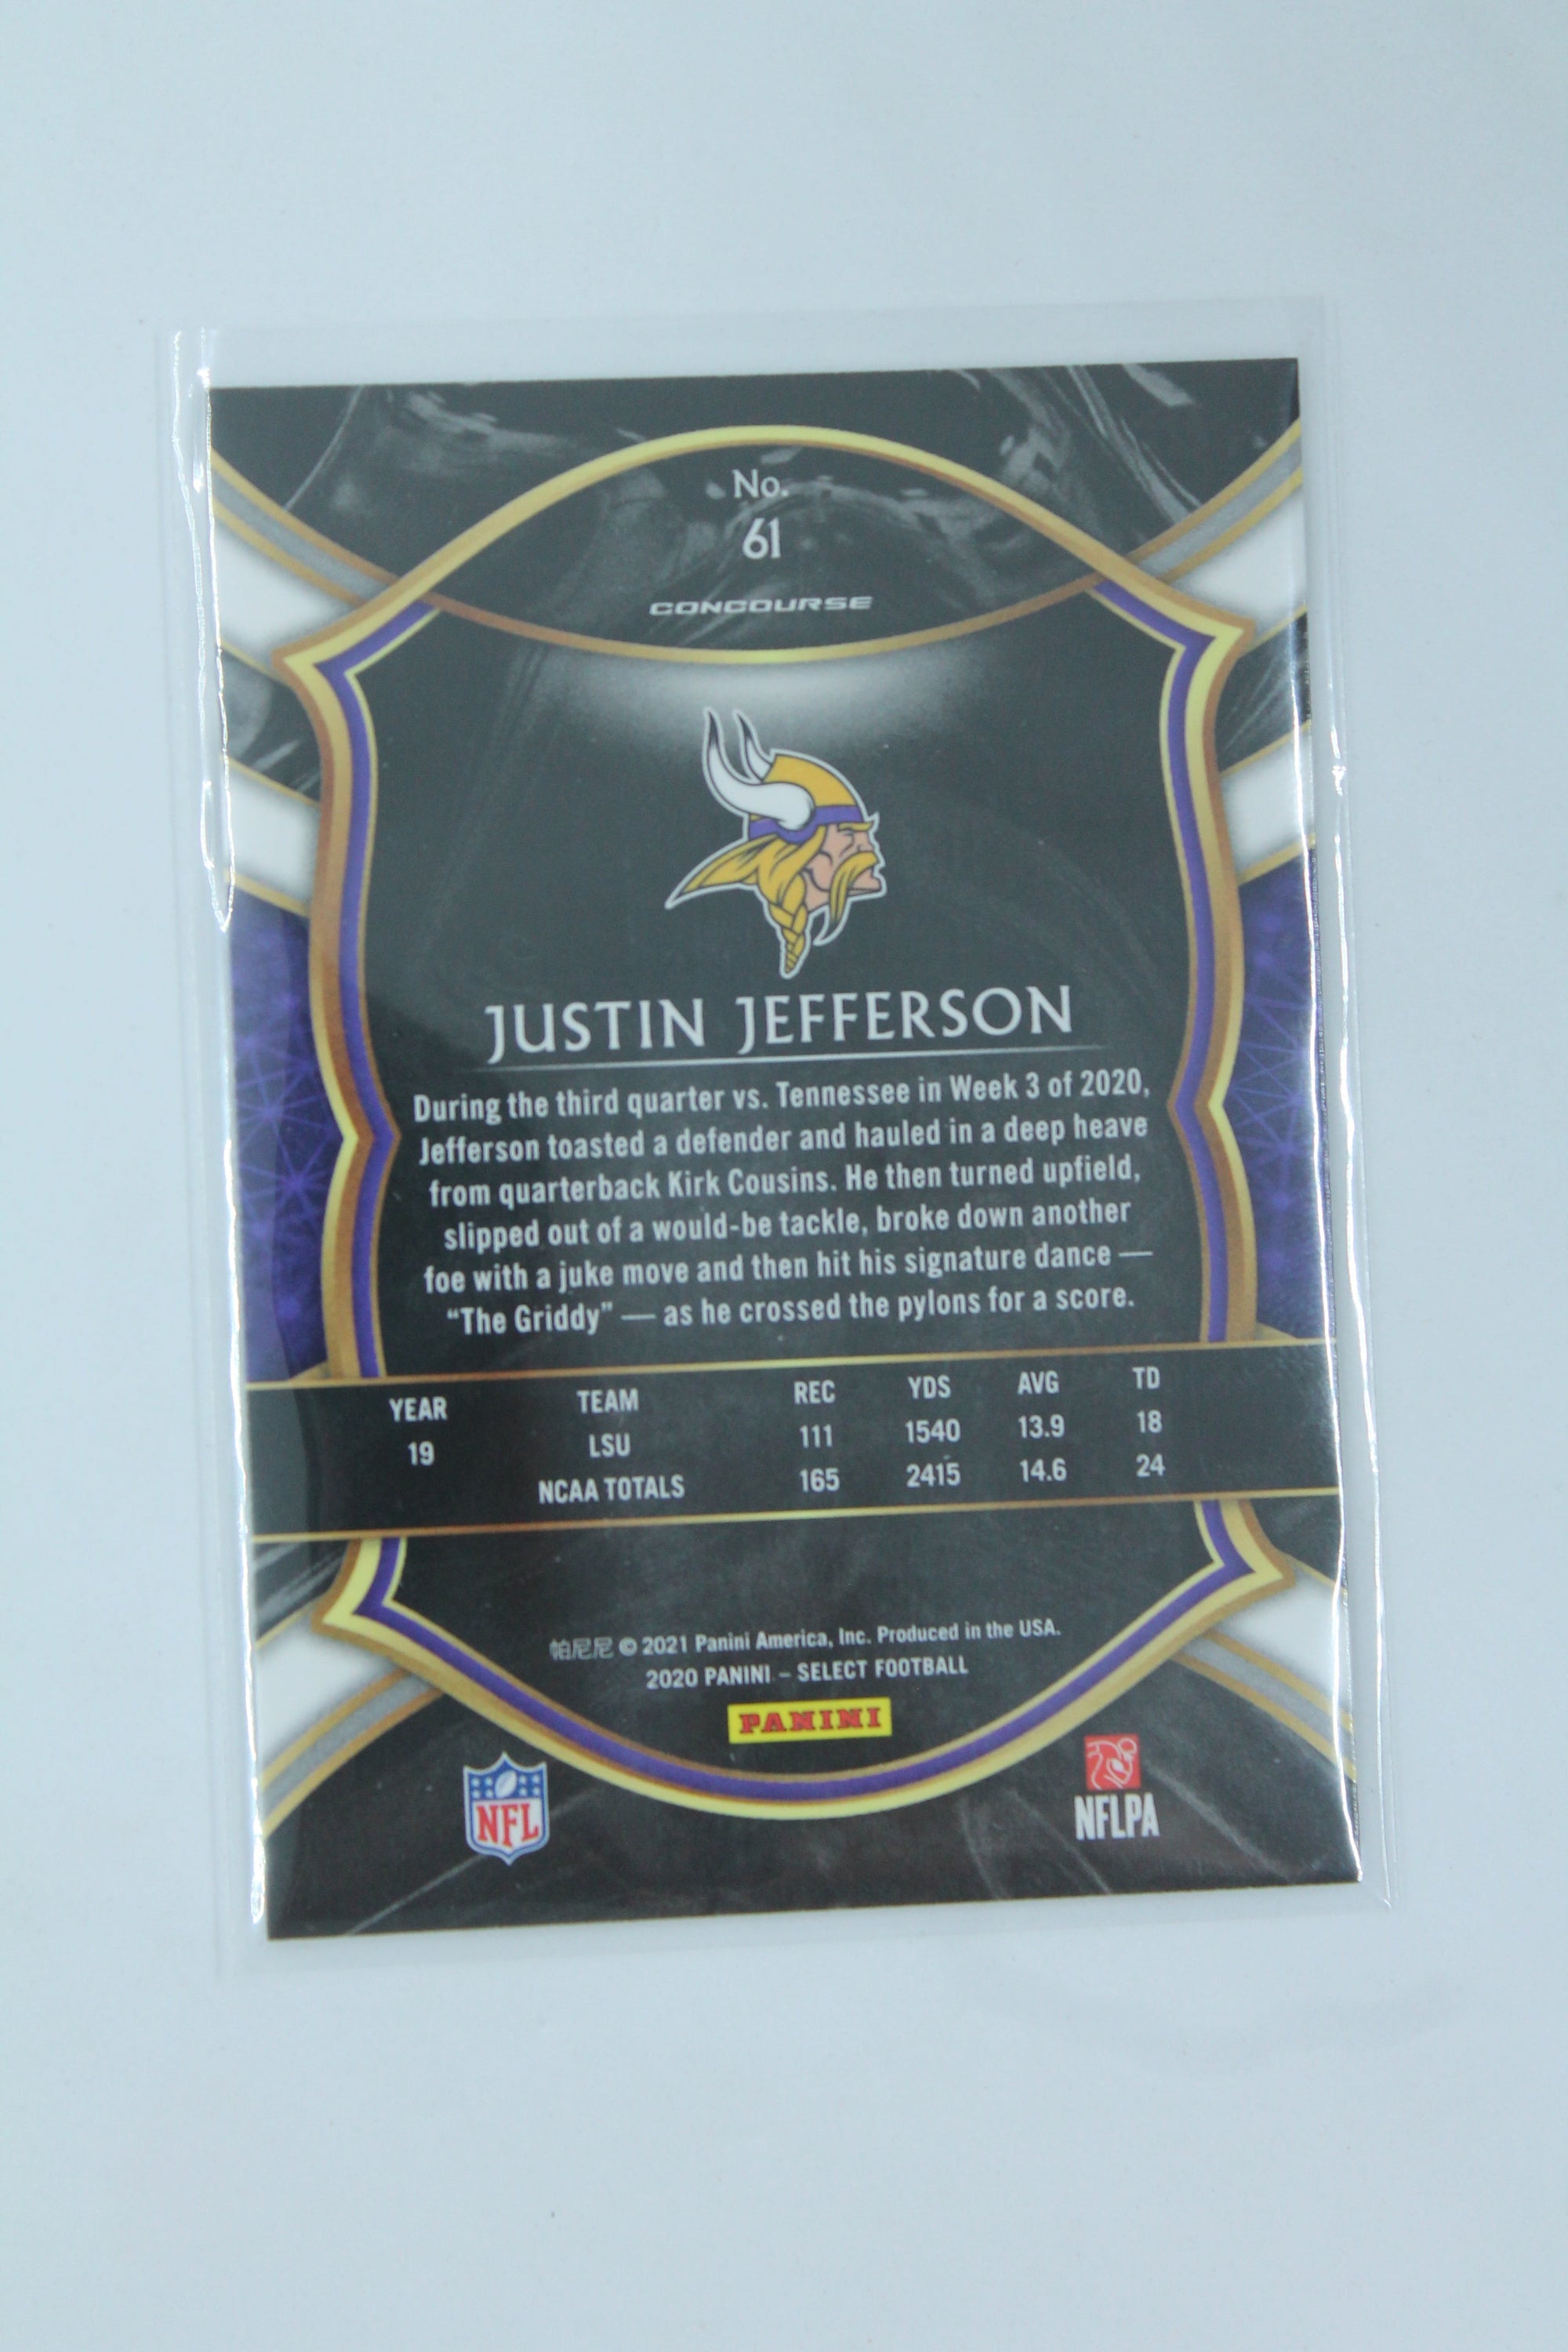 No.
61
CONCOURSE
JUSTIN JEFFERSON
During the third quarter vs. Tennessee in Week 3 of 2020,
Jefferson toasted a defender and hauled in a deep heave
from quarterback Kirk Cousins. He then turned upfield,
slipped out of a would-be tackle, broke down another
foe with a juke move and then hit his signature dance —
“The Griddy” — as he crossed the pylons for a score.
YEAR TEAM REC YDS AVG TD
19 LSU 111 1540 13.9 18
NCAA TOTALS 165 2415 14.6 24
帕尼尼 © 2021 Panini America, Inc. Produced in the USA.
2020 PANINI – SELECT FOOTBALL
PANINI
NFL
NFLPA